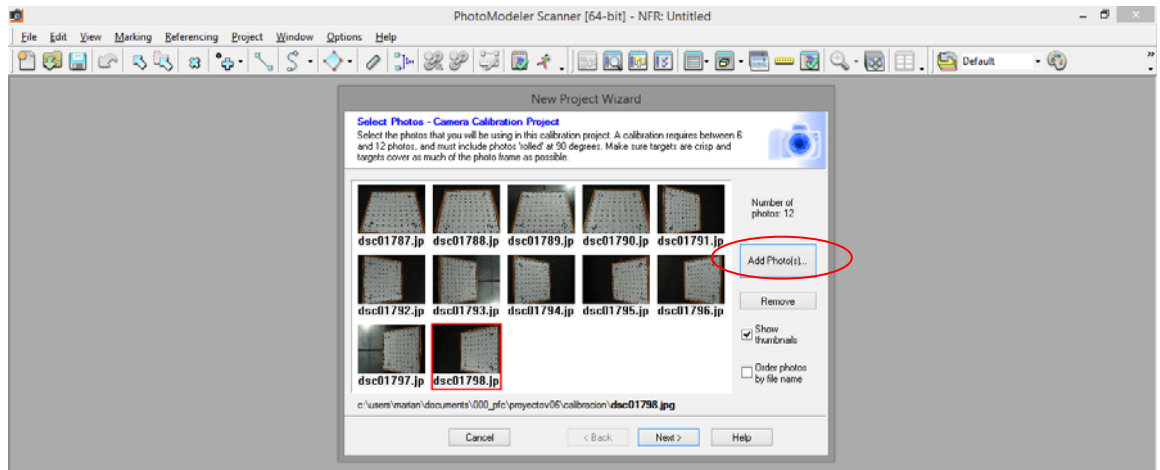 PhotoModeler Scanner [64-bit] - NFR: Untitled
File Edit View Marking Referencing Project Window Options Help
Default
»
New Project Wizard
Select Photos - Camera Calibration Project
Select the photos that you will be using in this calibration project. A calibration requires between 6
and 12 photos, and must include photos 'rolled' at 90 degrees. Make sure targets are crisp and
targets cover as much of the photo frame as possible.
Number of
photos: 12
dsc01787.jp dsc01788.jp dsc01789.jp dsc01790.jp dsc01791.jp
Add Photo(s)...
dsc01792.jp dsc01793.jp dsc01794.jp dsc01795.jp dsc01796.jp
Remove
Show
thumbnails
Order photos
by file name
dsc01797.jp dsc01798.jp
c:\users\marian\documents\000_pfc\proyectov06\calibracion\dsc01798.jpg
Cancel < Back Next > Help